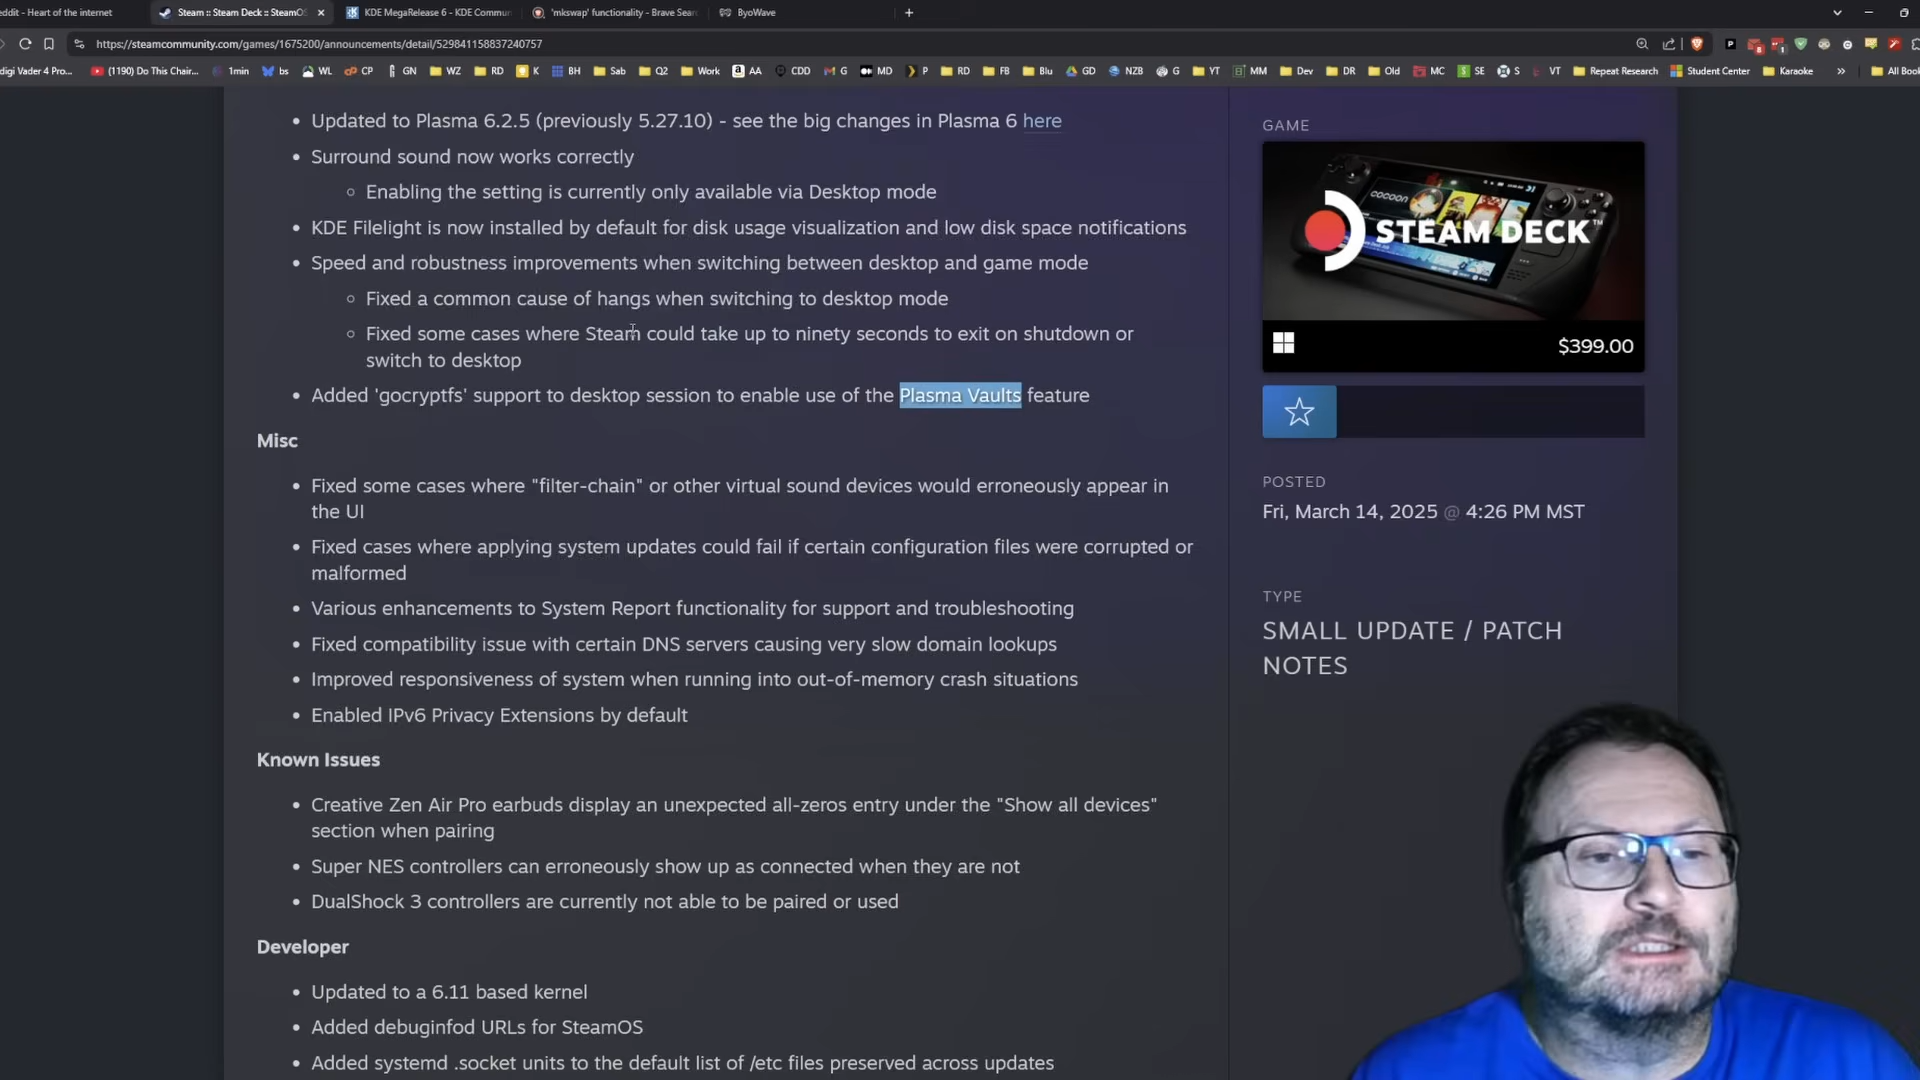 eddit - Heart of the internet
Steam :: Steam Deck :: SteamOS
KDE MegaRelease 6 - KDE Commun
'mkswap' functionality - Brave Sear
ByoWave
https://steamcommunity.com/games/1675200/announcements/detail/529841158837240757
digi Vader 4 Pro...
(1190) Do This Chair...
1min
bs
WL
CP
GN
WZ
RD
K
BH
Sab
Q2
Work
AA
CDD
G
MD
P
RD
FB
Blu
GD
NZB
G
YT
MM
Dev
DR
Old
MC
SE
S
VT
Repeat Research
Student Center
Karaoke
»
All Book
Updated to Plasma 6.2.5 (previously 5.27.10) - see the big changes in Plasma 6 here
Surround sound now works correctly
Enabling the setting is currently only available via Desktop mode
KDE Filelight is now installed by default for disk usage visualization and low disk space notifications
Speed and robustness improvements when switching between desktop and game mode
Fixed a common cause of hangs when switching to desktop mode
Fixed some cases where Steam could take up to ninety seconds to exit on shutdown or
switch to desktop
Added 'gocryptfs' support to desktop session to enable use of the Plasma Vaults feature
Misc
Fixed some cases where "filter-chain" or other virtual sound devices would erroneously appear in
the UI
Fixed cases where applying system updates could fail if certain configuration files were corrupted or
malformed
Various enhancements to System Report functionality for support and troubleshooting
Fixed compatibility issue with certain DNS servers causing very slow domain lookups
Improved responsiveness of system when running into out-of-memory crash situations
Enabled IPv6 Privacy Extensions by default
Known Issues
Creative Zen Air Pro earbuds display an unexpected all-zeros entry under the "Show all devices"
section when pairing
Super NES controllers can erroneously show up as connected when they are not
DualShock 3 controllers are currently not able to be paired or used
Developer
Updated to a 6.11 based kernel
Added debuginfod URLs for SteamOS
Added systemd .socket units to the default list of /etc files preserved across updates
GAME
COCOON
STEAM DECK™
$399.00
POSTED
Fri, March 14, 2025 @ 4:26 PM MST
TYPE
SMALL UPDATE / PATCH
NOTES